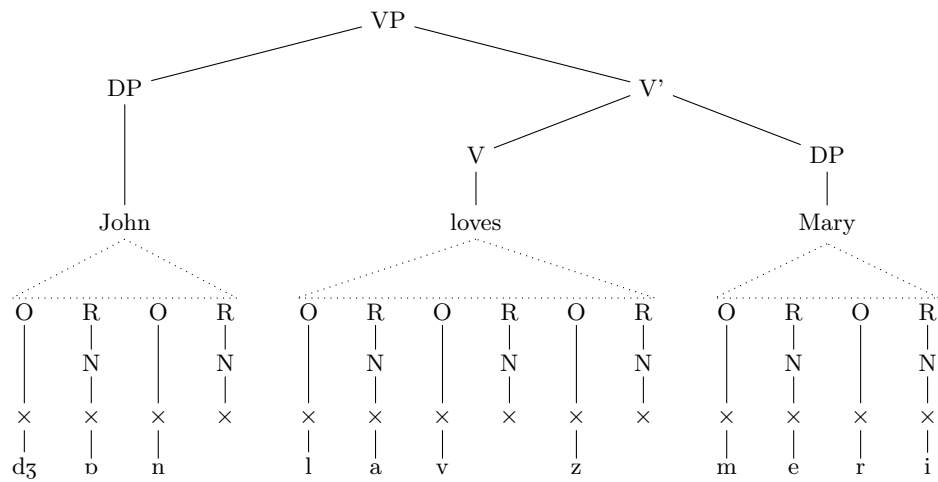 VP
DP V'
V DP
John loves Mary
O R O R O R O R O R O R O R
N N N N N N N
× × × × × × × × × × × × × ×
dʒ ɒ n l a v z m e r i